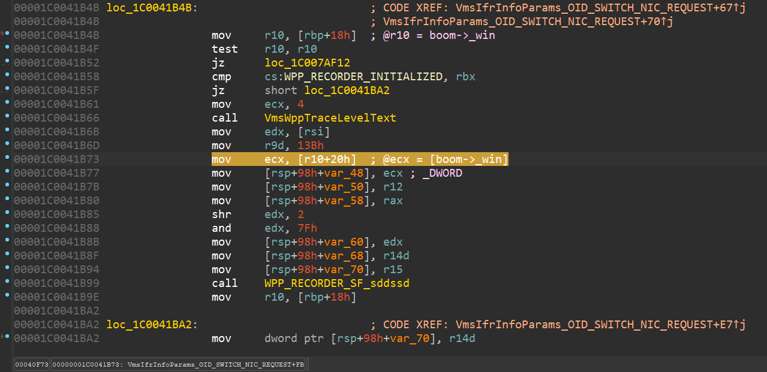 00001C0041B4B loc_1C0041B4B: ; CODE XREF: VmsIfrInfoParams_OID_SWITCH_NIC_REQUEST+67↑j
00001C0041B4B ; VmsIfrInfoParams_OID_SWITCH_NIC_REQUEST+70↑j
00001C0041B4B mov r10, [rbp+18h] ; @r10 = boom->_win
00001C0041B4F test r10, r10
00001C0041B52 jz loc_1C007AF12
00001C0041B58 cmp cs:WPP_RECORDER_INITIALIZED, rbx
00001C0041B5F jz short loc_1C0041BA2
00001C0041B61 mov ecx, 4
00001C0041B66 call VmsWppTraceLevelText
00001C0041B6B mov edx, [rsi]
00001C0041B6D mov r9d, 13Bh
00001C0041B73 mov ecx, [r10+20h] ; @ecx = [boom->_win]
00001C0041B77 mov [rsp+98h+var_48], ecx ; _DWORD
00001C0041B7B mov [rsp+98h+var_50], r12
00001C0041B80 mov [rsp+98h+var_58], rax
00001C0041B85 shr edx, 2
00001C0041B88 and edx, 7Fh
00001C0041B8B mov [rsp+98h+var_60], edx
00001C0041B8F mov [rsp+98h+var_68], r14d
00001C0041B94 mov [rsp+98h+var_70], r15
00001C0041B99 call WPP_RECORDER_SF_sddssd
00001C0041B9E mov r10, [rbp+18h]
00001C0041BA2
00001C0041BA2 loc_1C0041BA2: ; CODE XREF: VmsIfrInfoParams_OID_SWITCH_NIC_REQUEST+E7↑j
00001C0041BA2 mov dword ptr [rsp+98h+var_70], r14d
00040F73 00000001C0041B73: VmsIfrInfoParams_OID_SWITCH_NIC_REQUEST+FB